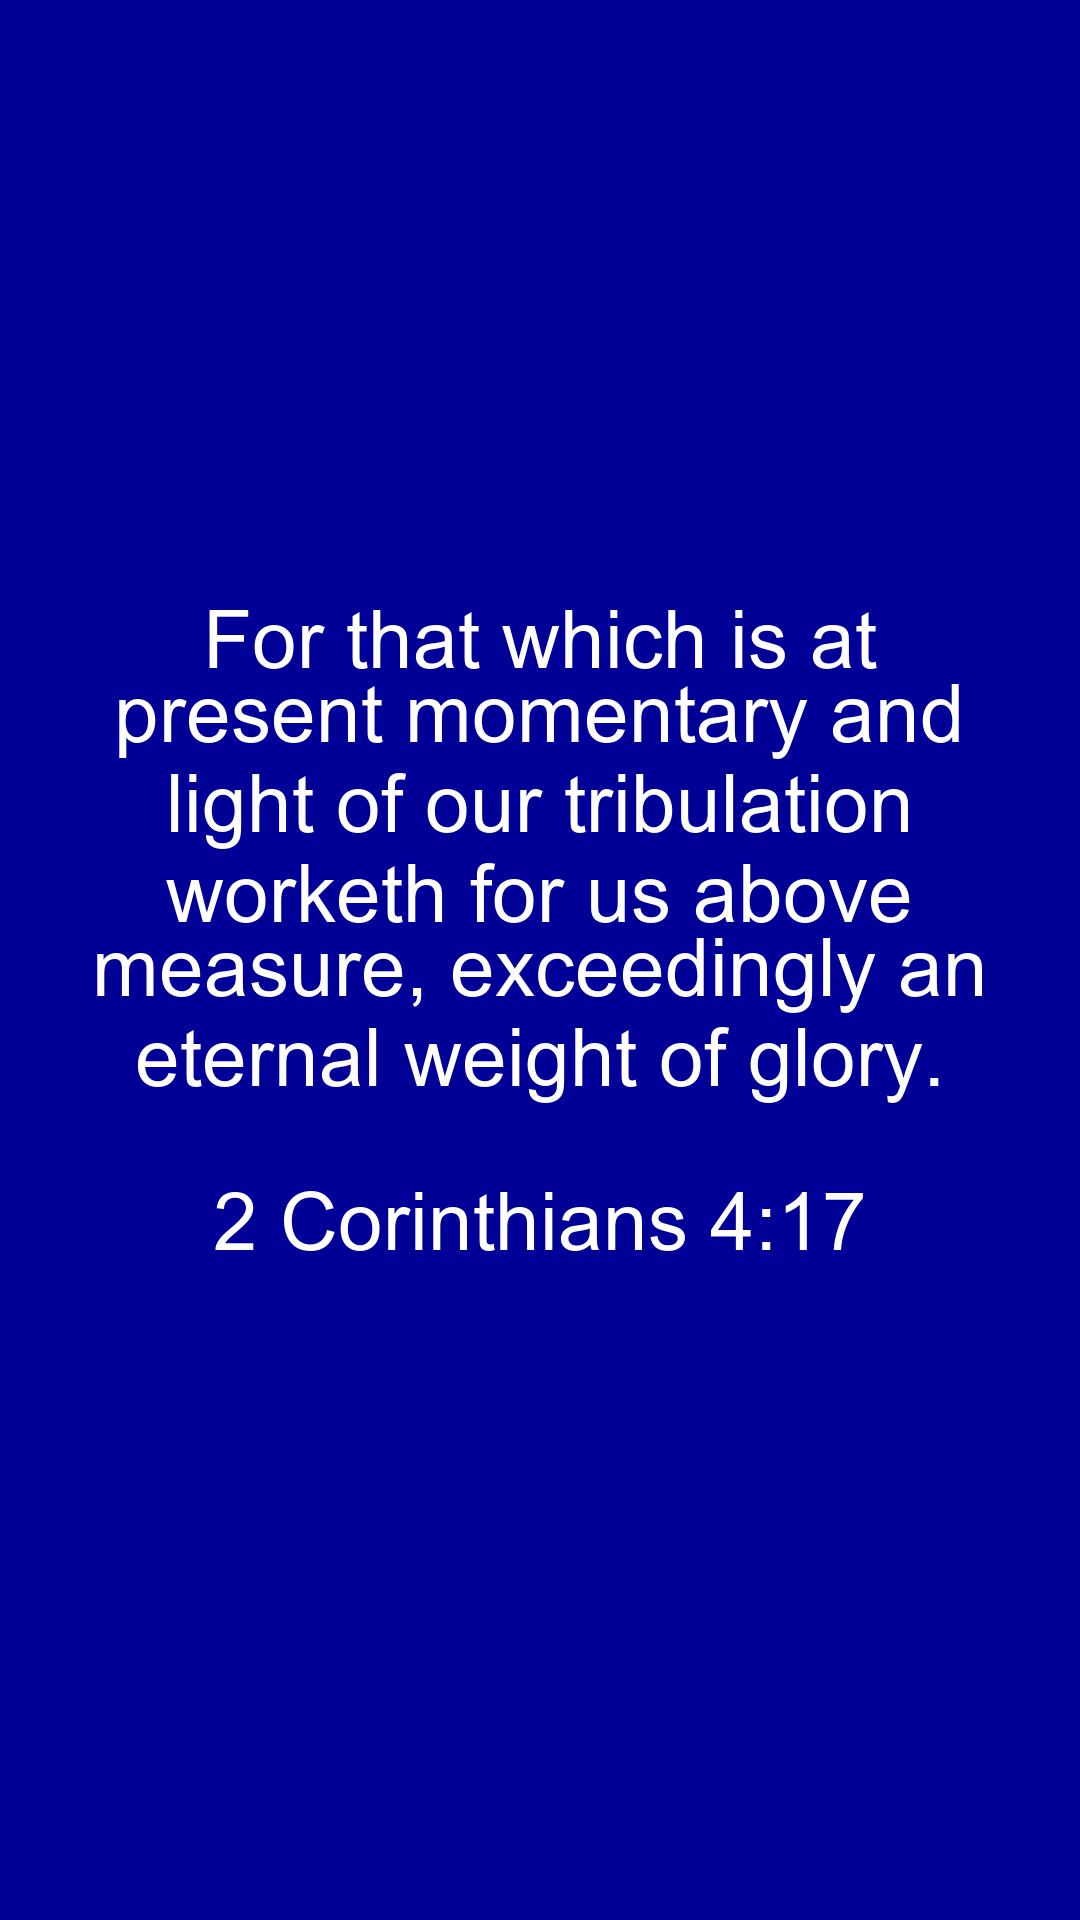 For that which is at
present momentary and
light of our tribulation
worketh for us above
measure, exceedingly an
eternal weight of glory.
2 Corinthians 4:17